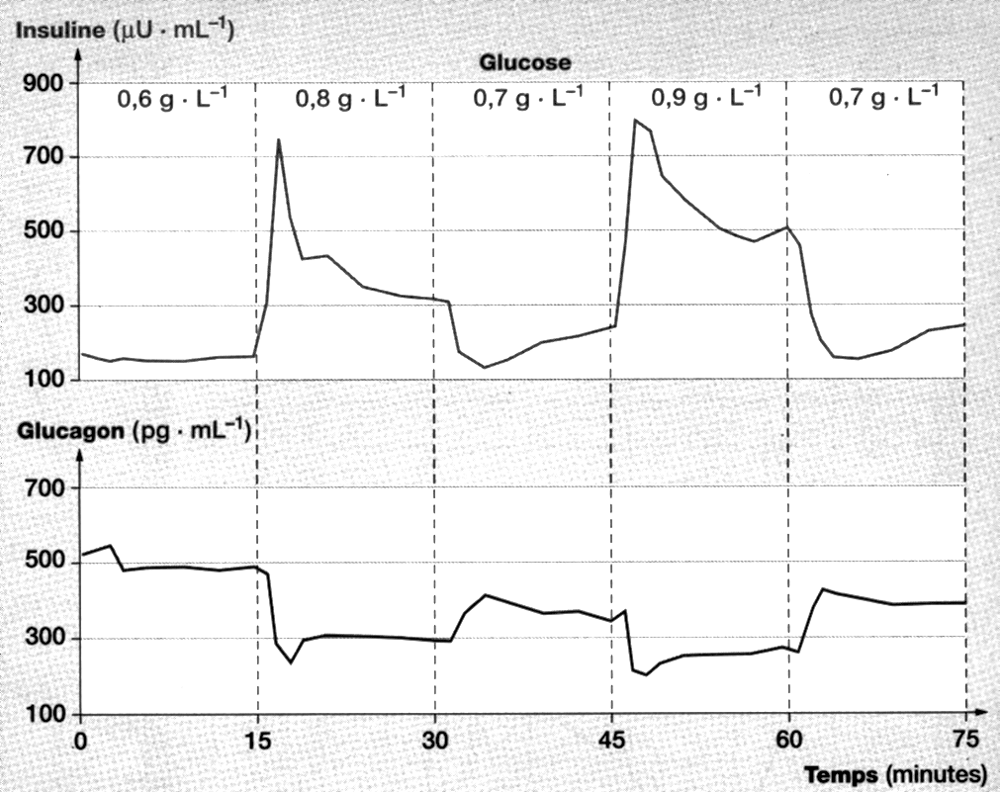 Insuline (µU · mL⁻¹)
Glucose
900
0,6 g · L⁻¹ 0,8 g · L⁻¹ 0,7 g · L⁻¹ 0,9 g · L⁻¹ 0,7 g · L⁻¹
700
500
300
100
Glucagon (pg · mL⁻¹)
700
500
300
100
0 15 30 45 60 75
Temps (minutes)